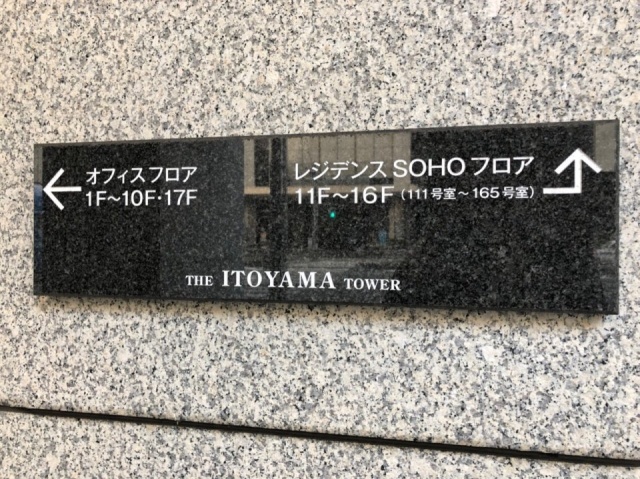 オフィスフロア
1F〜10F・17F
レジデンス SOHO フロア
11F〜16F（111号室〜165号室）
THE ITOYAMA TOWER